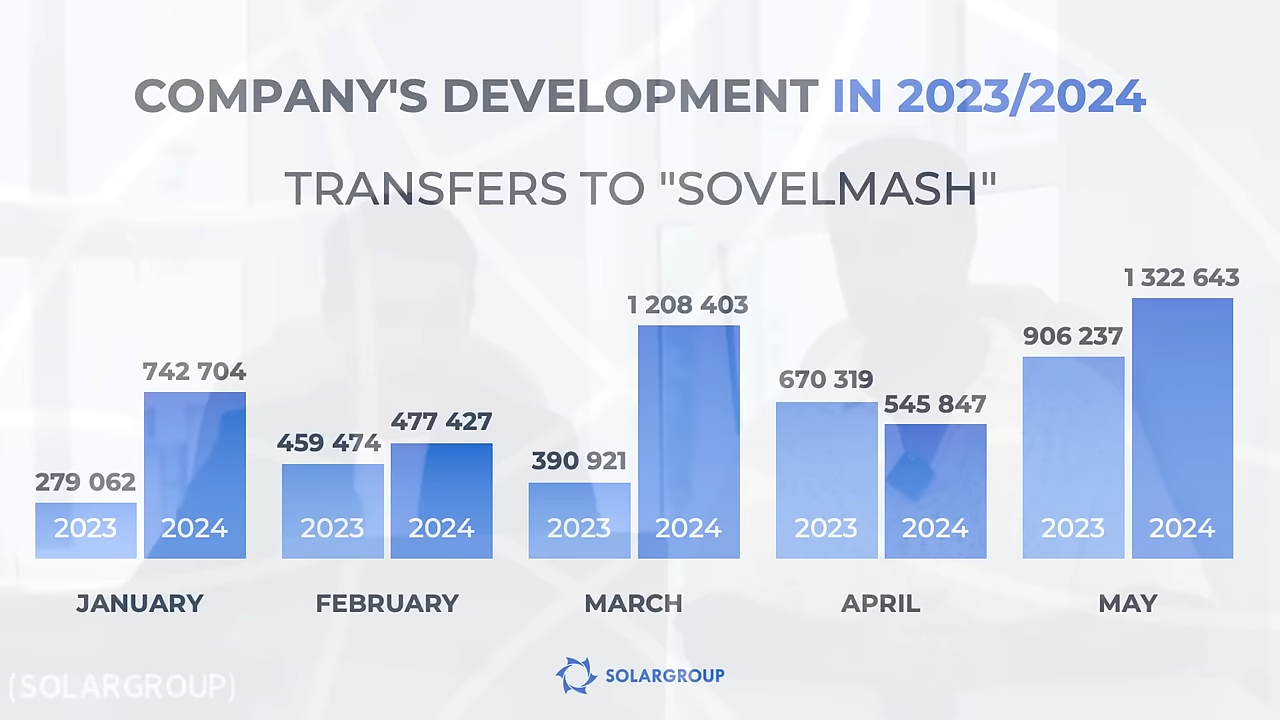 COMPANY'S DEVELOPMENT IN 2023/2024
TRANSFERS TO "SOVELMASH"
279 062
742 704
459 474
477 427
390 921
1 208 403
670 319
545 847
906 237
1 322 643
2023
2024
2023
2024
2023
2024
2023
2024
2023
2024
JANUARY
FEBRUARY
MARCH
APRIL
MAY
SOLARGROUP
(SOLARGROUP)